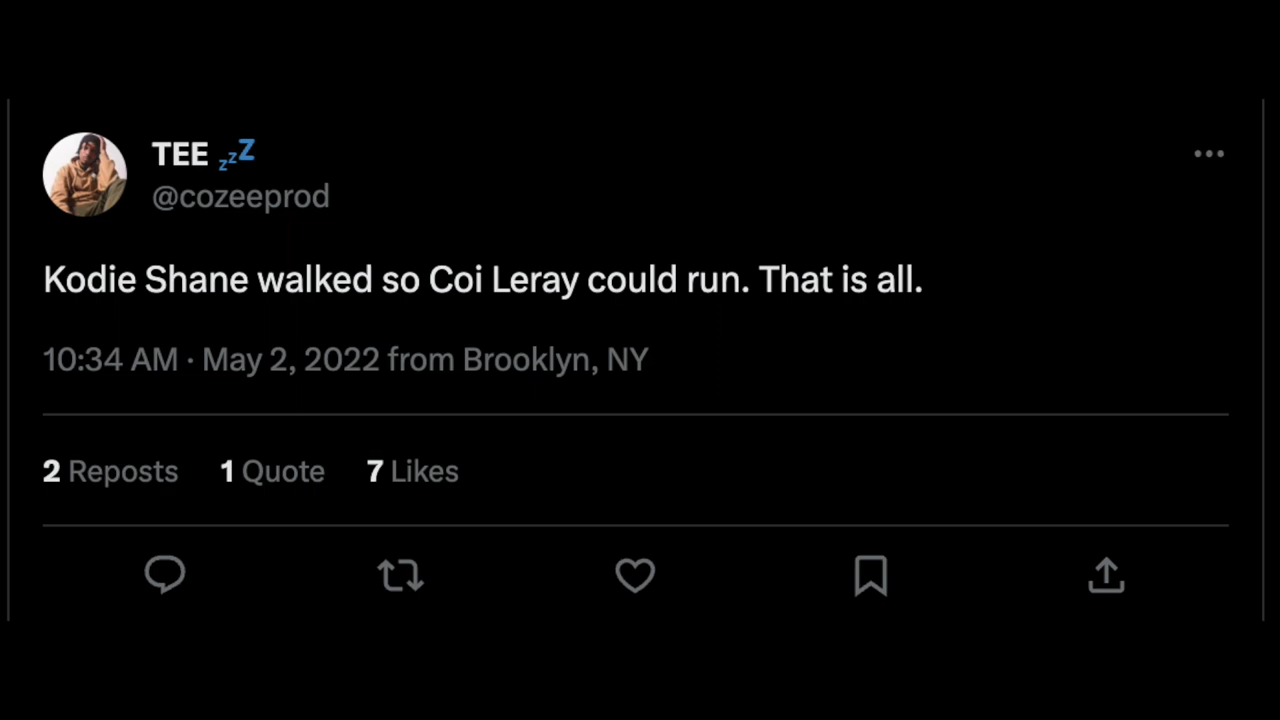 TEE 💤
@cozeeprod
Kodie Shane walked so Coi Leray could run. That is all.
10:34 AM · May 2, 2022 from Brooklyn, NY
2 Reposts 1 Quote 7 Likes